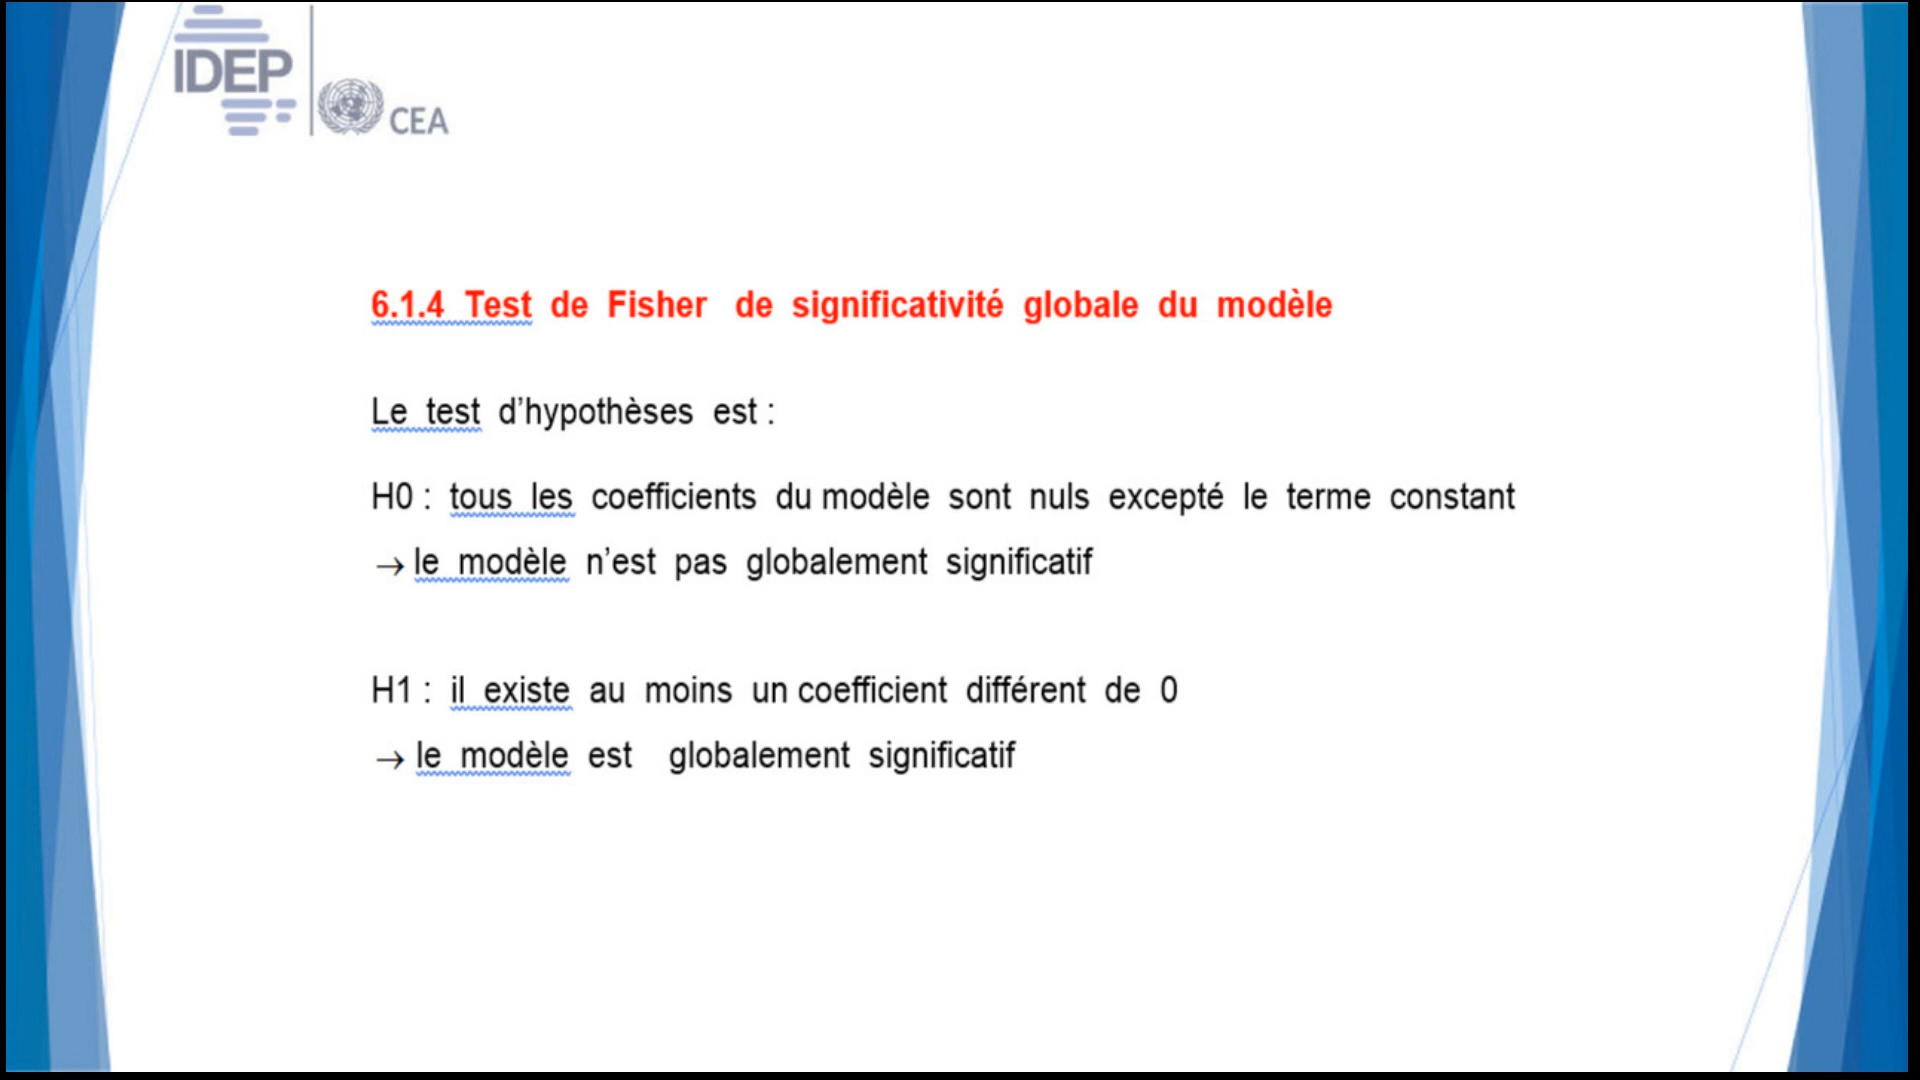 IDEP
CEA
6.1.4 Test de Fisher de significativité globale du modèle
Le test d’hypothèses est :
H0 : tous les coefficients du modèle sont nuls excepté le terme constant
→ le modèle n’est pas globalement significatif
H1 : il existe au moins un coefficient différent de 0
→ le modèle est globalement significatif